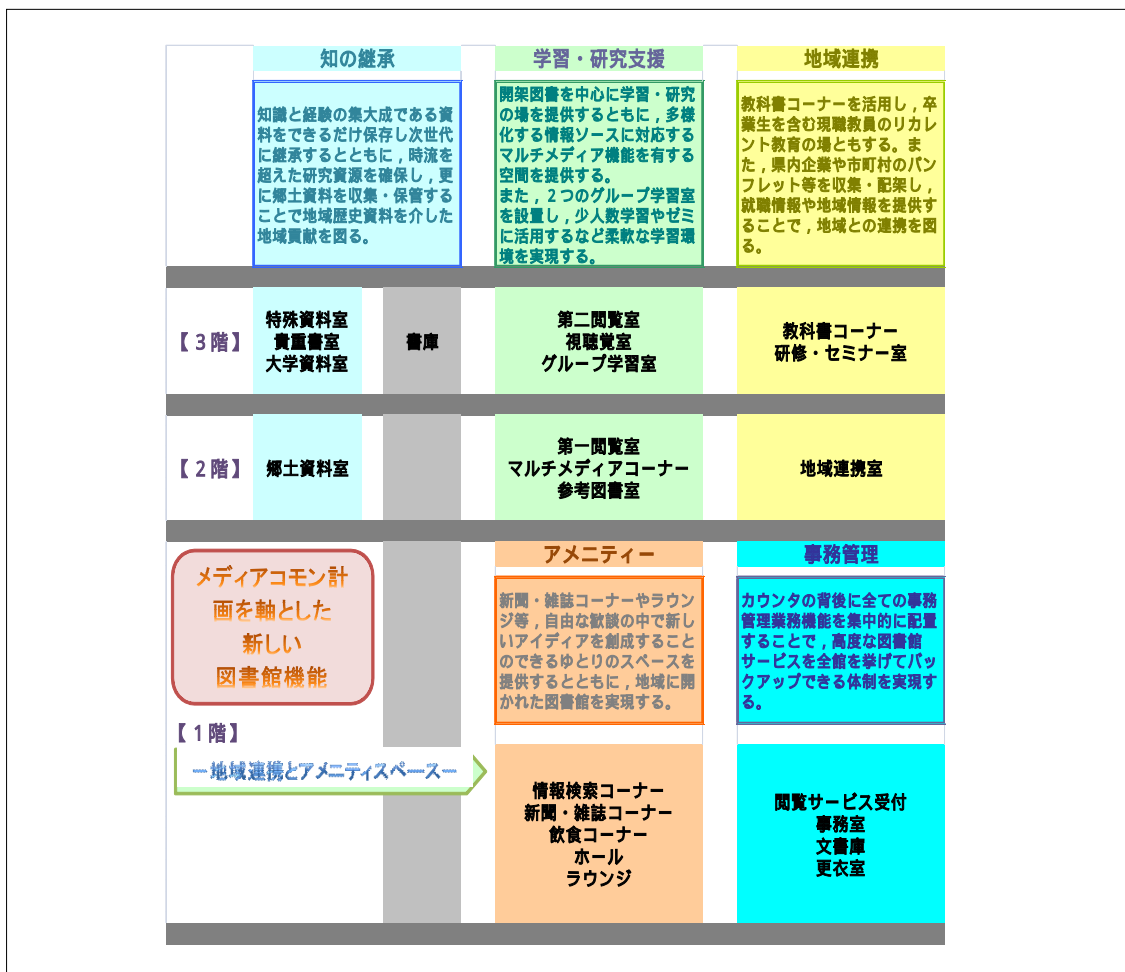 知の継承
知識と経験の集大成である資
料をできるだけ保存し次世代
に継承するとともに，時流を
超えた研究資源を確保し，更
に郷土資料を収集・保管する
ことで地域歴史資料を介した
地域貢献を図る。
学習・研究支援
開架図書を中心に学習・研究
の場を提供するともに，多様
化する情報ソースに対応する
マルチメディア機能を有する
空間を提供する。
また，２つのグループ学習室
を設置し，少人数学習やゼミ
に活用するなど柔軟な学習環
境を実現する。
地域連携
教科書コーナーを活用し，卒
業生を含む現職教員のリカレ
ント教育の場ともする。ま
た，県内企業や市町村のパン
フレット等を収集・配架し，
就職情報や地域情報を提供す
ることで，地域との連携を図
る。
【３階】
特殊資料室
貴重書室
大学資料室
書庫
第二閲覧室
視聴覚室
グループ学習室
教科書コーナー
研修・セミナー室
【２階】
郷土資料室
第一閲覧室
マルチメディアコーナー
参考図書室
地域連携室
メディアコモン計
画を軸とした
新しい
図書館機能
【１階】
－地域連携とアメニティスペース－
アメニティー
新聞・雑誌コーナーやラウン
ジ等，自由な歓談の中で新し
いアイディアを創成すること
のできるゆとりのスペースを
提供するとともに，地域に開
かれた図書館を実現する。
情報検索コーナー
新聞・雑誌コーナー
飲食コーナー
ホール
ラウンジ
事務管理
カウンタの背後に全ての事務
管理業務機能を集中的に配置
することで，高度な図書館
サービスを全館を挙げてバッ
クアップできる体制を実現す
る。
閲覧サービス受付
事務室
文書庫
更衣室